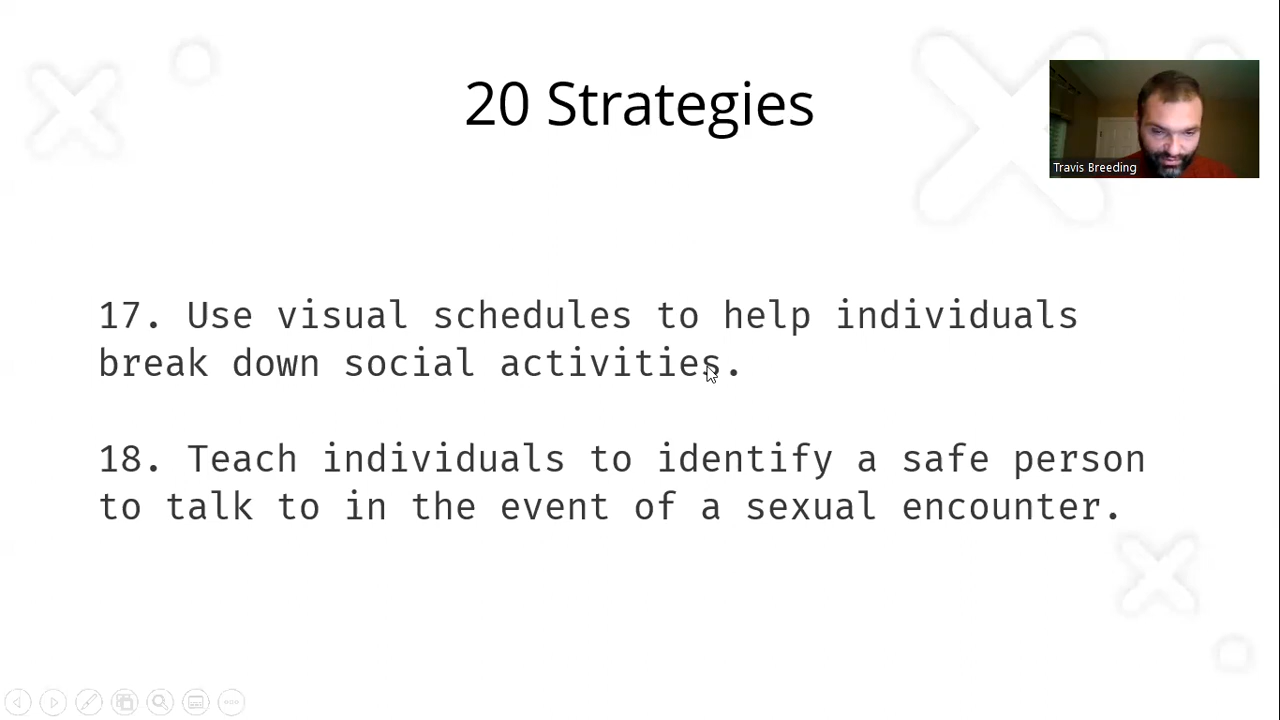 20 Strategies
Travis Breeding
17. Use visual schedules to help individuals
break down social activities.
18. Teach individuals to identify a safe person
to talk to in the event of a sexual encounter.